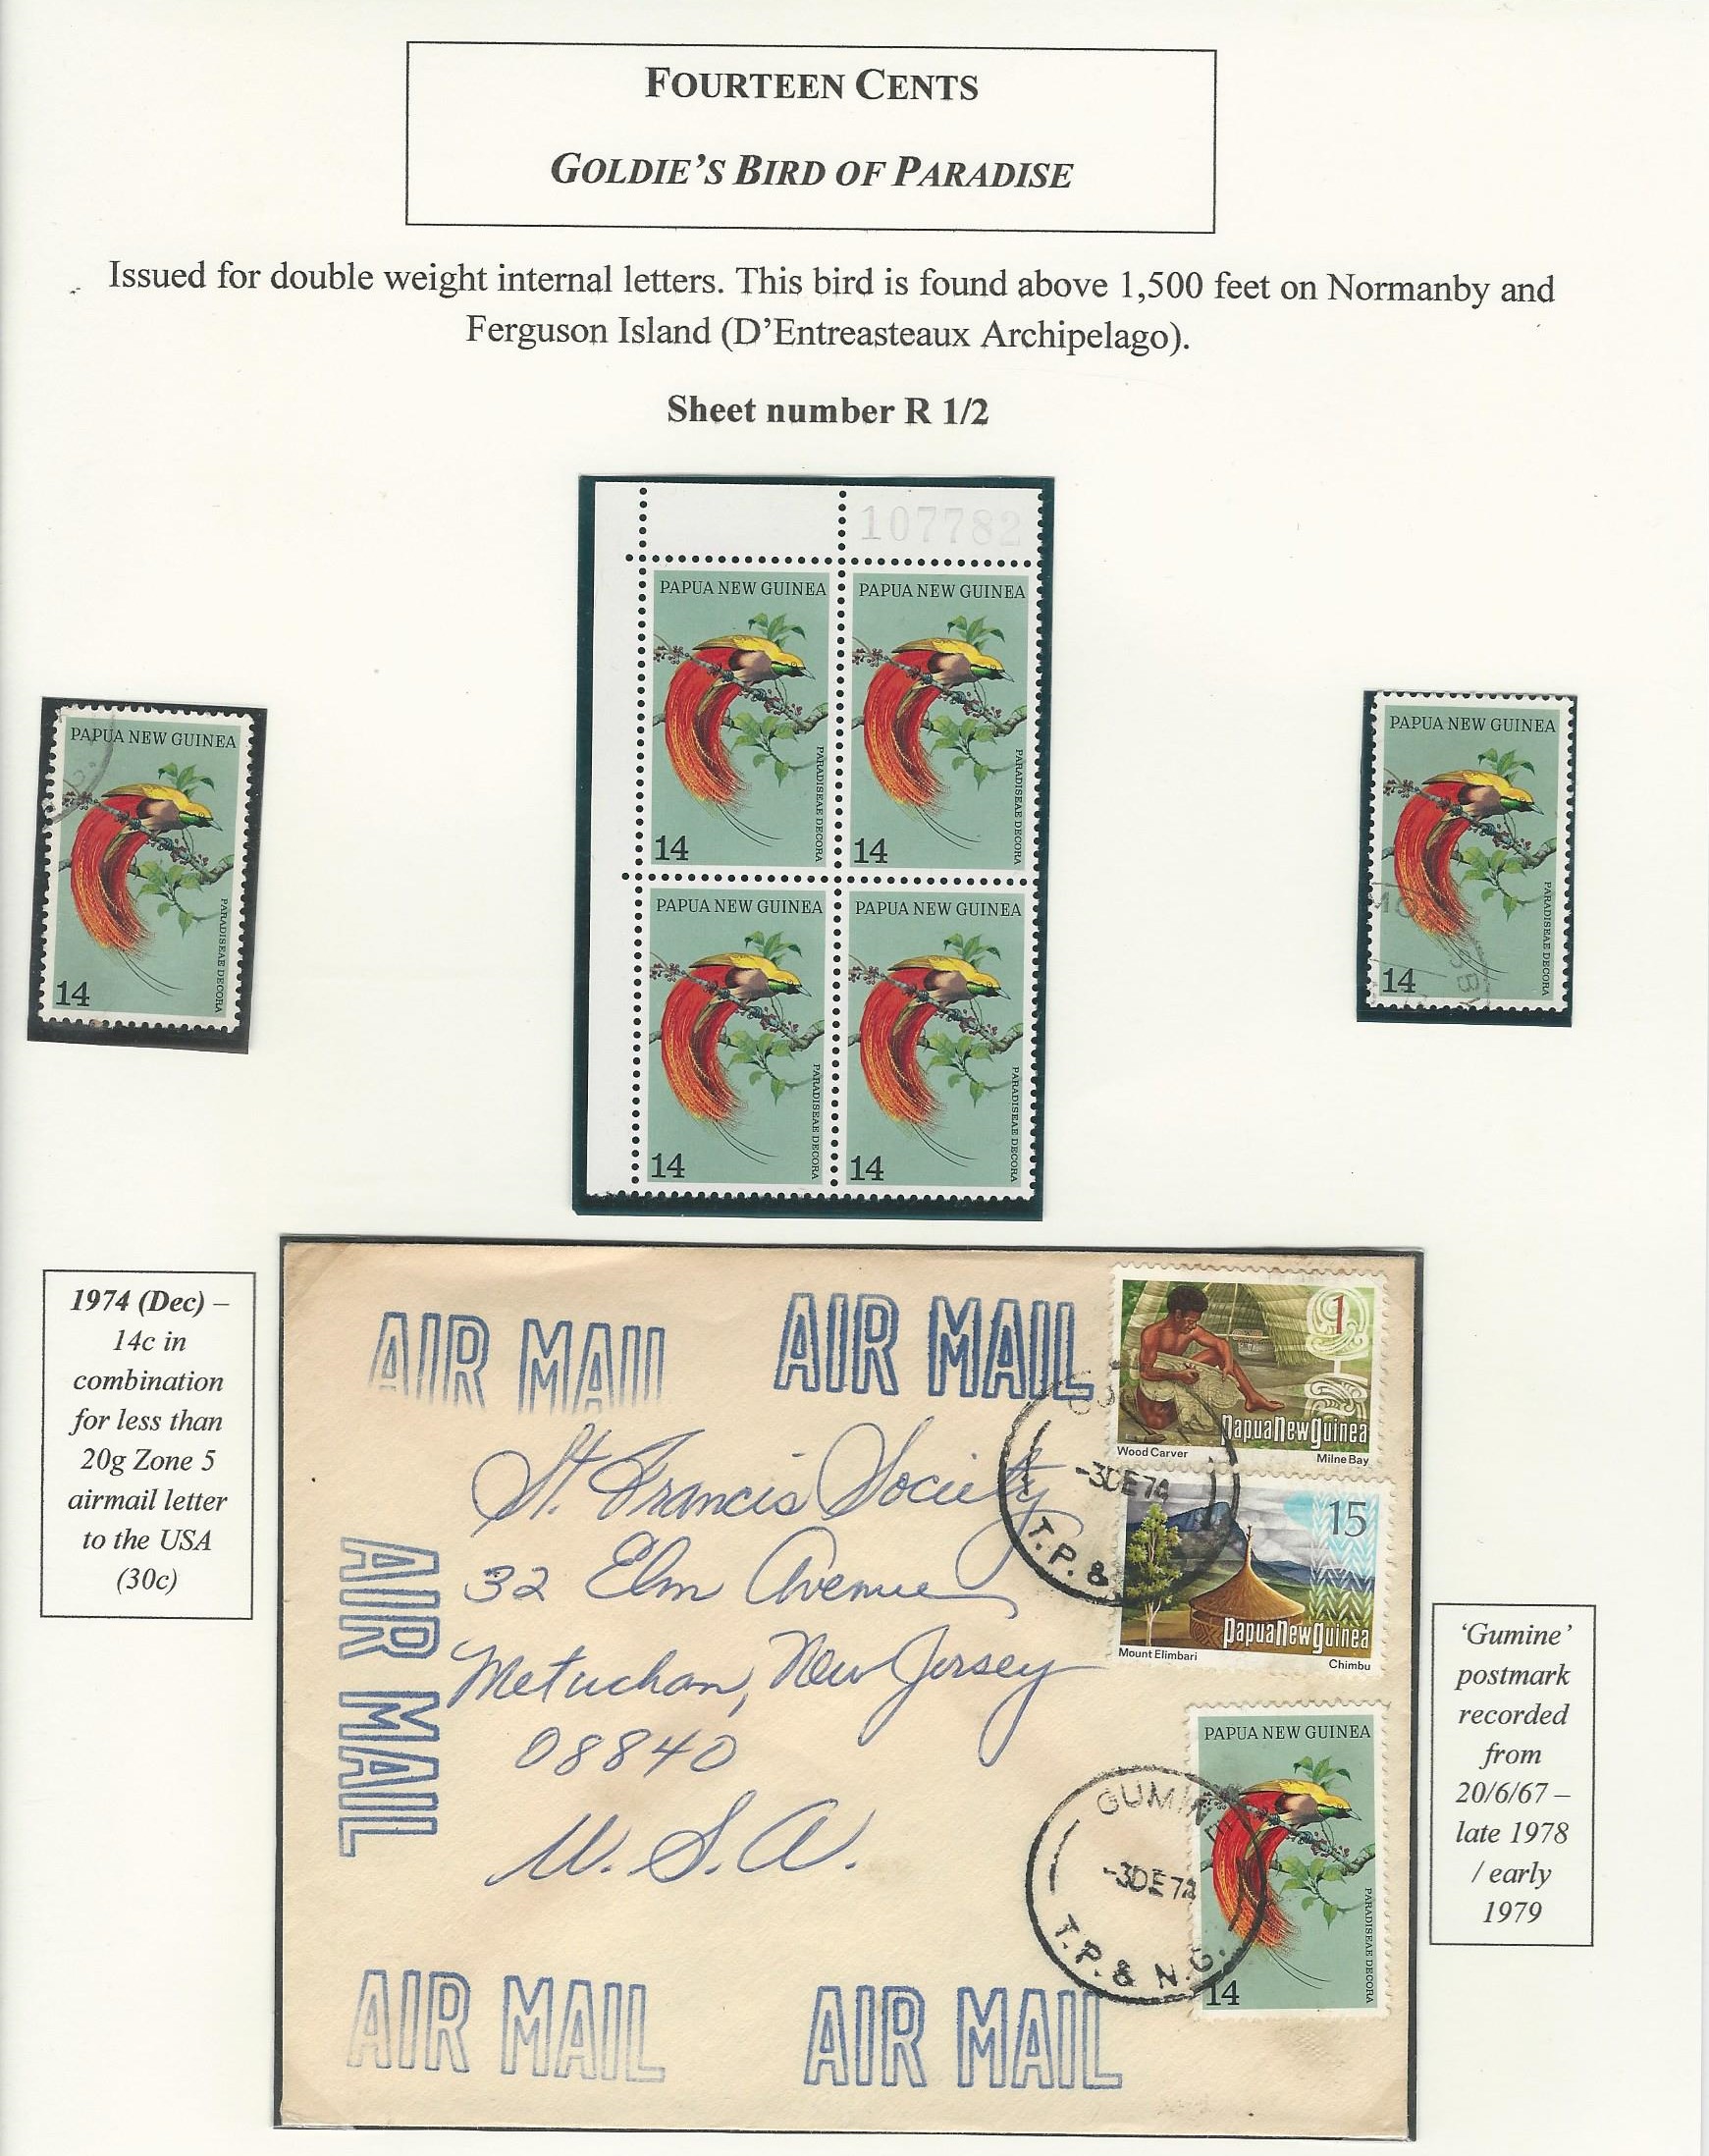 FOURTEEN CENTS
GOLDIE'S BIRD OF PARADISE
Issued for double weight internal letters. This bird is found above 1,500 feet on Normanby and
Ferguson Island (D'Entreasteaux Archipelago).
Sheet number R 1/2
107782
PAPUA NEW GUINEA
PARADISEAE DECORA
14
PAPUA NEW GUINEA
PARADISEAE DECORA
14
PAPUA NEW GUINEA
PARADISEAE DECORA
14
PAPUA NEW GUINEA
PARADISEAE DECORA
14
PAPUA NEW GUINEA
PARADISEAE DECORA
14
PAPUA NEW GUINEA
PARADISEAE DECORA
14
1974 (Dec) –
14c in
combination
for less than
20g Zone 5
airmail letter
to the USA
(30c)
AIR MAIL
AIR MAIL
AIR MAIL
St. Francis Society
32 Elm Avenue
Metuchan, New Jersey
08840
U. S. A.
AIR MAIL
AIR MAIL
1
Papua New Guinea
Wood Carver
Milne Bay
-3DE74
T.P. &
15
Papua New Guinea
Mount Elimbari
Chimbu
PAPUA NEW GUINEA
PARADISEAE DECORA
14
GUMINE
-3DE74
T.P. & N.G.
'Gumine'
postmark
recorded
from
20/6/67 –
late 1978
/ early
1979